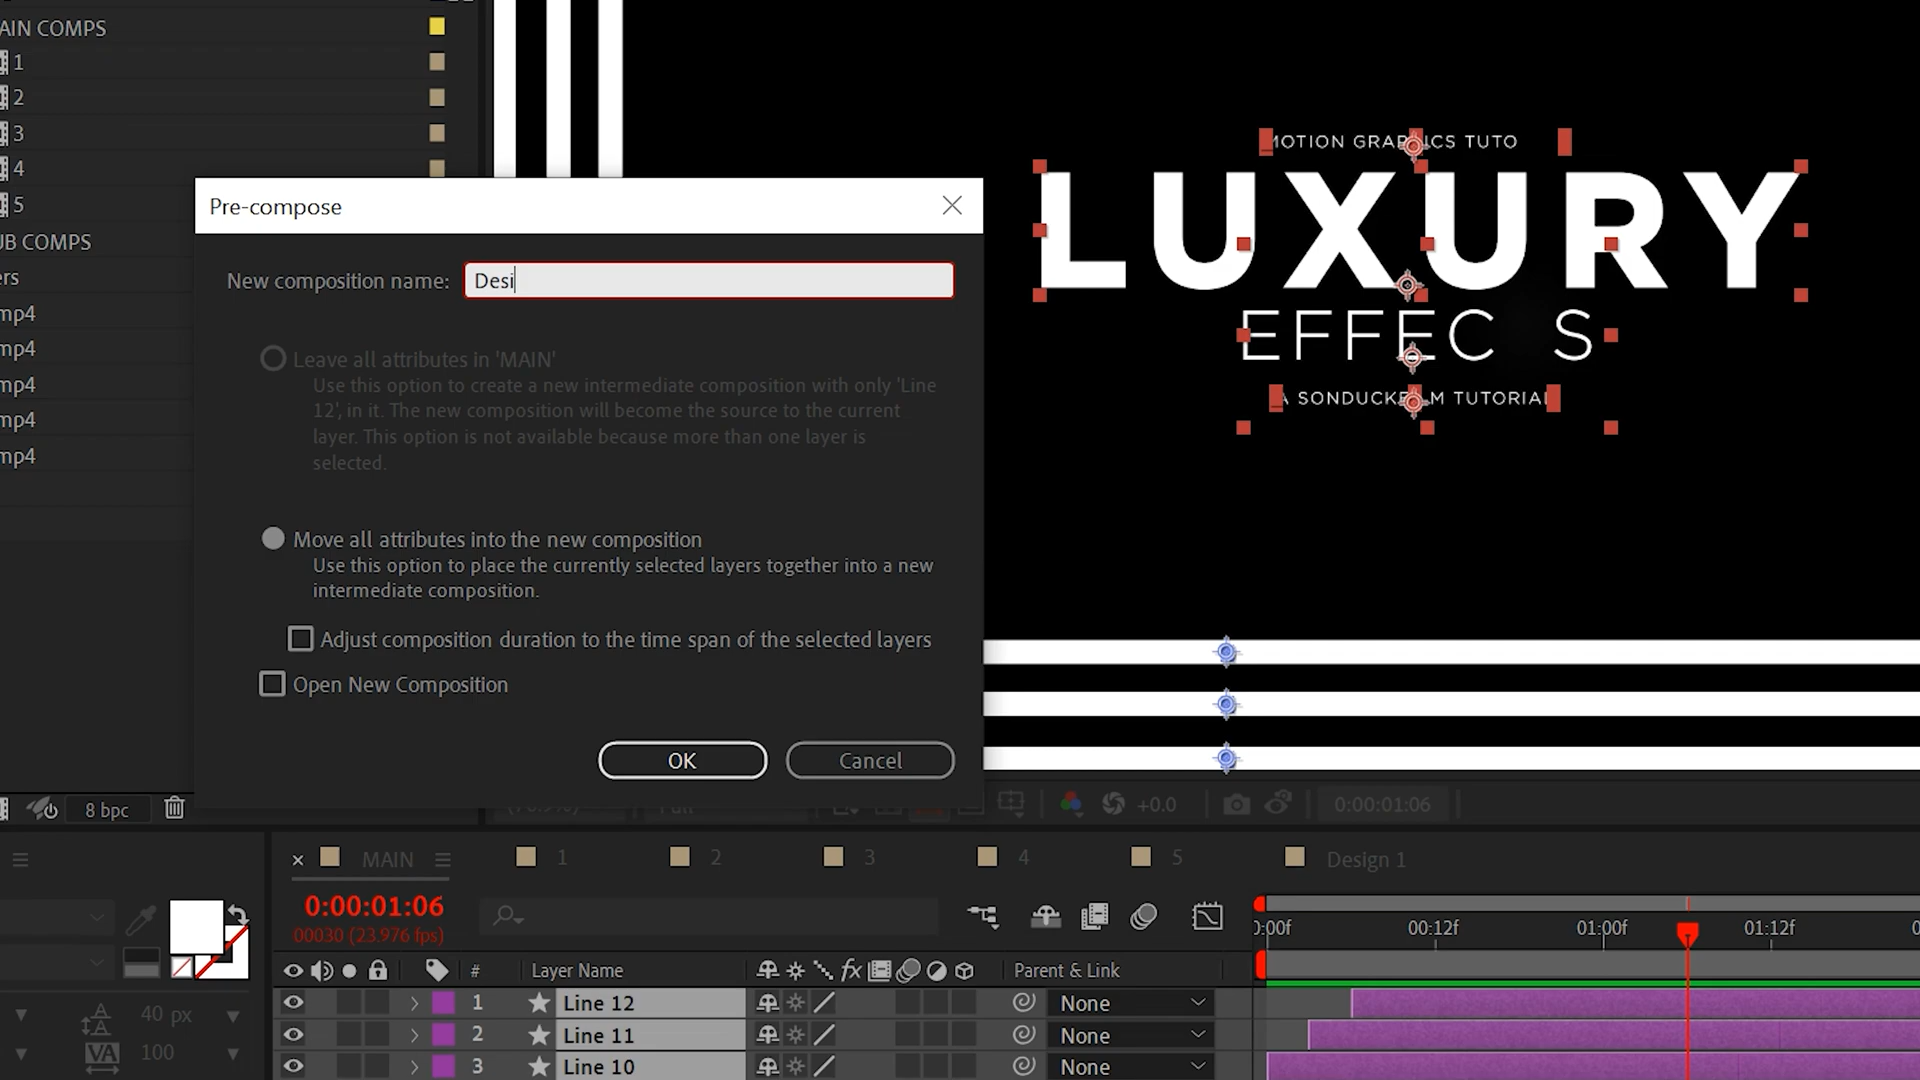 AIN COMPS
1
2
3
4
5
UB COMPS
ers
mp4
mp4
mp4
mp4
mp4
Pre-compose
New composition name: Desi
Leave all attributes in 'MAIN'
Use this option to create a new intermediate composition with only 'Line
12', in it. The new composition will become the source to the current
layer. This option is not available because more than one layer is
selected.
Move all attributes into the new composition
Use this option to place the currently selected layers together into a new
intermediate composition.
Adjust composition duration to the time span of the selected layers
Open New Composition
OK Cancel
MOTION GRAPHICS TUTO
LUXURY
EFFEC S
A SONDUCKFILM TUTORIAL
8 bpc
Full +0.0 0:00:01:06
MAIN 1 2 3 4 5 Design 1
0:00:01:06
00030 (23.976 fps)
0:00f 00:12f 01:00f 01:12f
# Layer Name fx Parent & Link
1 Line 12 None
2 Line 11 None
3 Line 10 None
40 px
VA 100